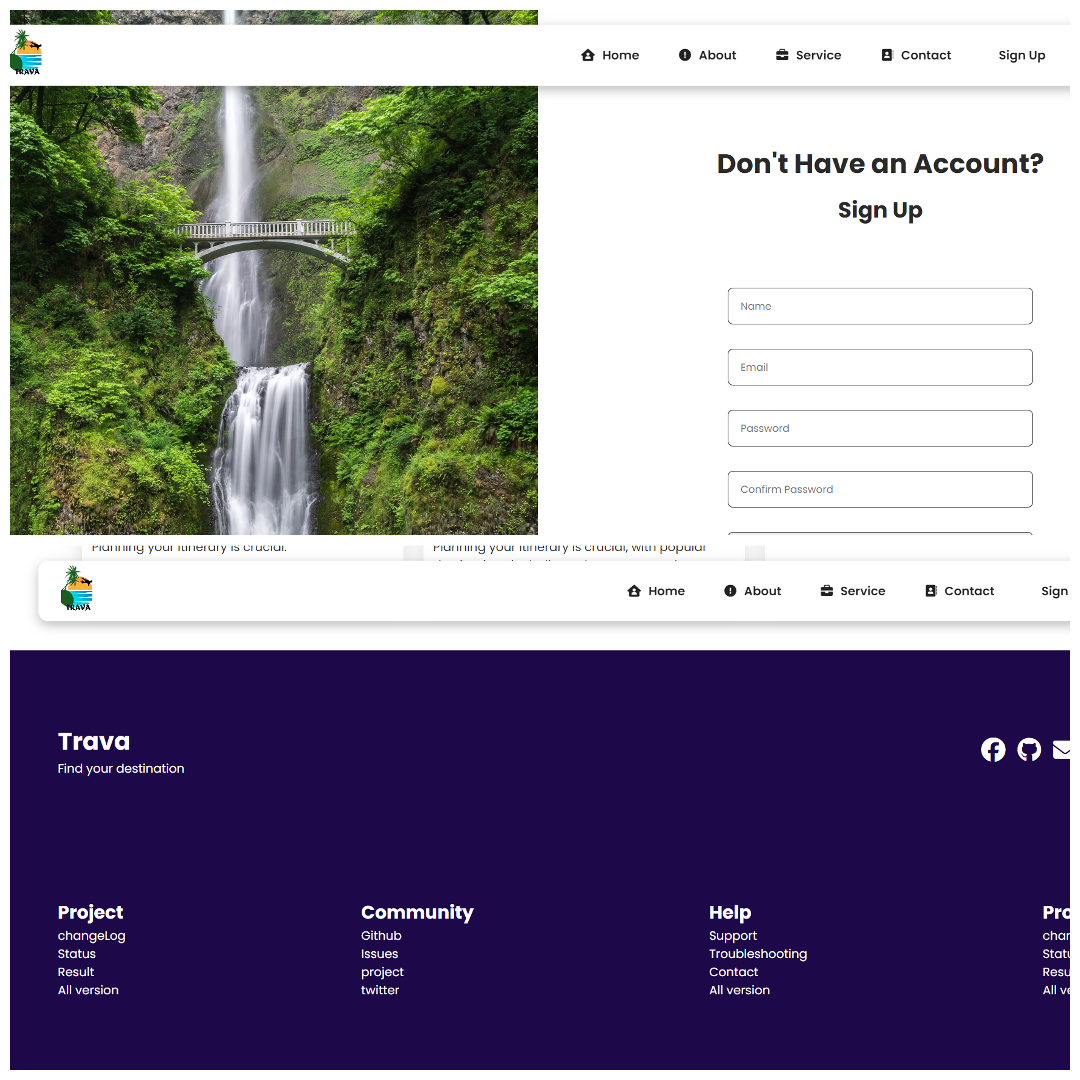 TRAVA
Home About Service Contact Sign Up
Don't Have an Account?
Sign Up
Name
Email
Password
Confirm Password
Planning your itinerary is crucial. Planning your itinerary is crucial, with popular
TRAVA
Home About Service Contact Sign
Trava
Find your destination
Project Community Help Pro
changeLog Github Support chan
Status Issues Troubleshooting Statu
Result project Contact Resu
All version twitter All version All ve